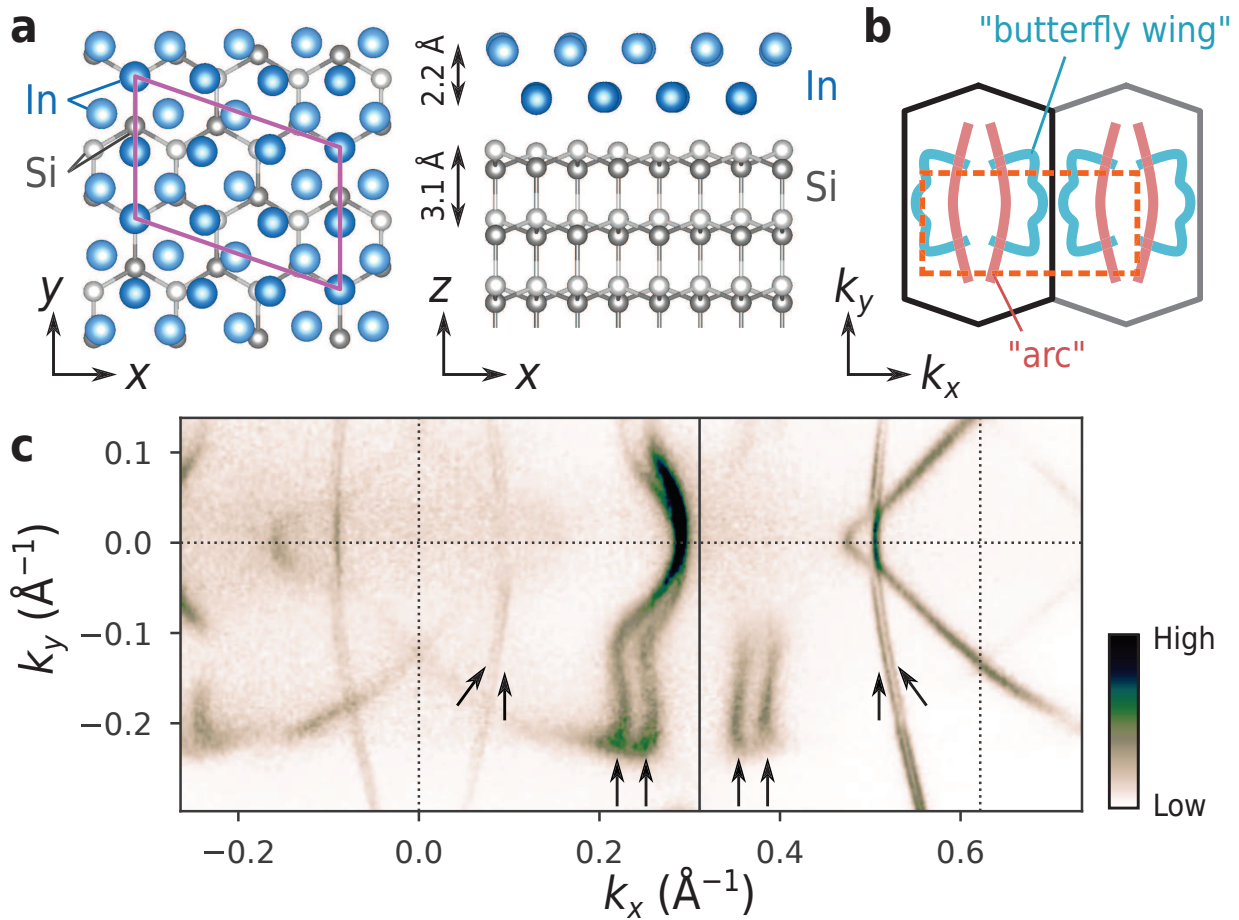 a
In
Si
y
x
2.2 Å
3.1 Å
In
Si
z
x
b
"butterfly wing"
"arc"
k_y
k_x
c
0.1
0.0
−0.1
−0.2
k_y (Å⁻¹)
−0.2
0.0
0.2
0.4
0.6
k_x (Å⁻¹)
High
Low